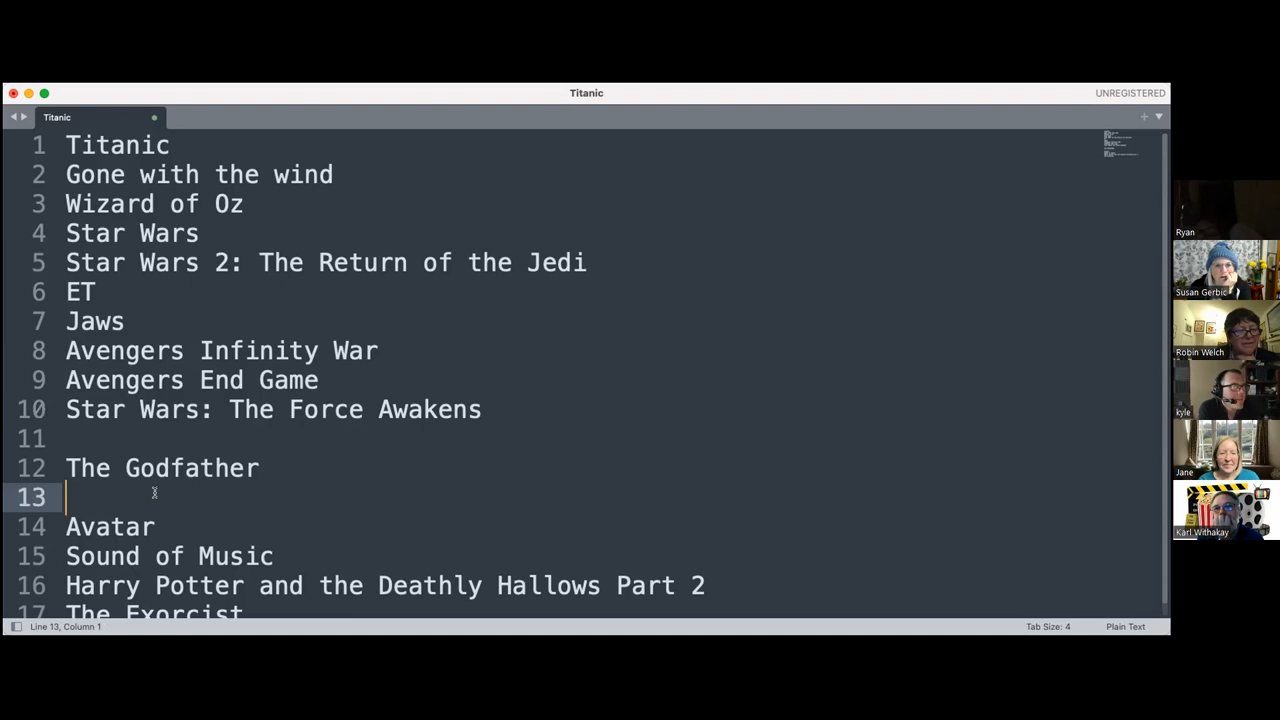 Titanic
UNREGISTERED
Titanic
1 Titanic
2 Gone with the wind
3 Wizard of Oz
4 Star Wars
5 Star Wars 2: The Return of the Jedi
6 ET
7 Jaws
8 Avengers Infinity War
9 Avengers End Game
10 Star Wars: The Force Awakens
11
12 The Godfather
13
14 Avatar
15 Sound of Music
16 Harry Potter and the Deathly Hallows Part 2
17 The Exorcist
Line 13, Column 1
Tab Size: 4
Plain Text
Ryan
Susan Gerbic
Robin Welch
kyle
Jane
Karl Withakay